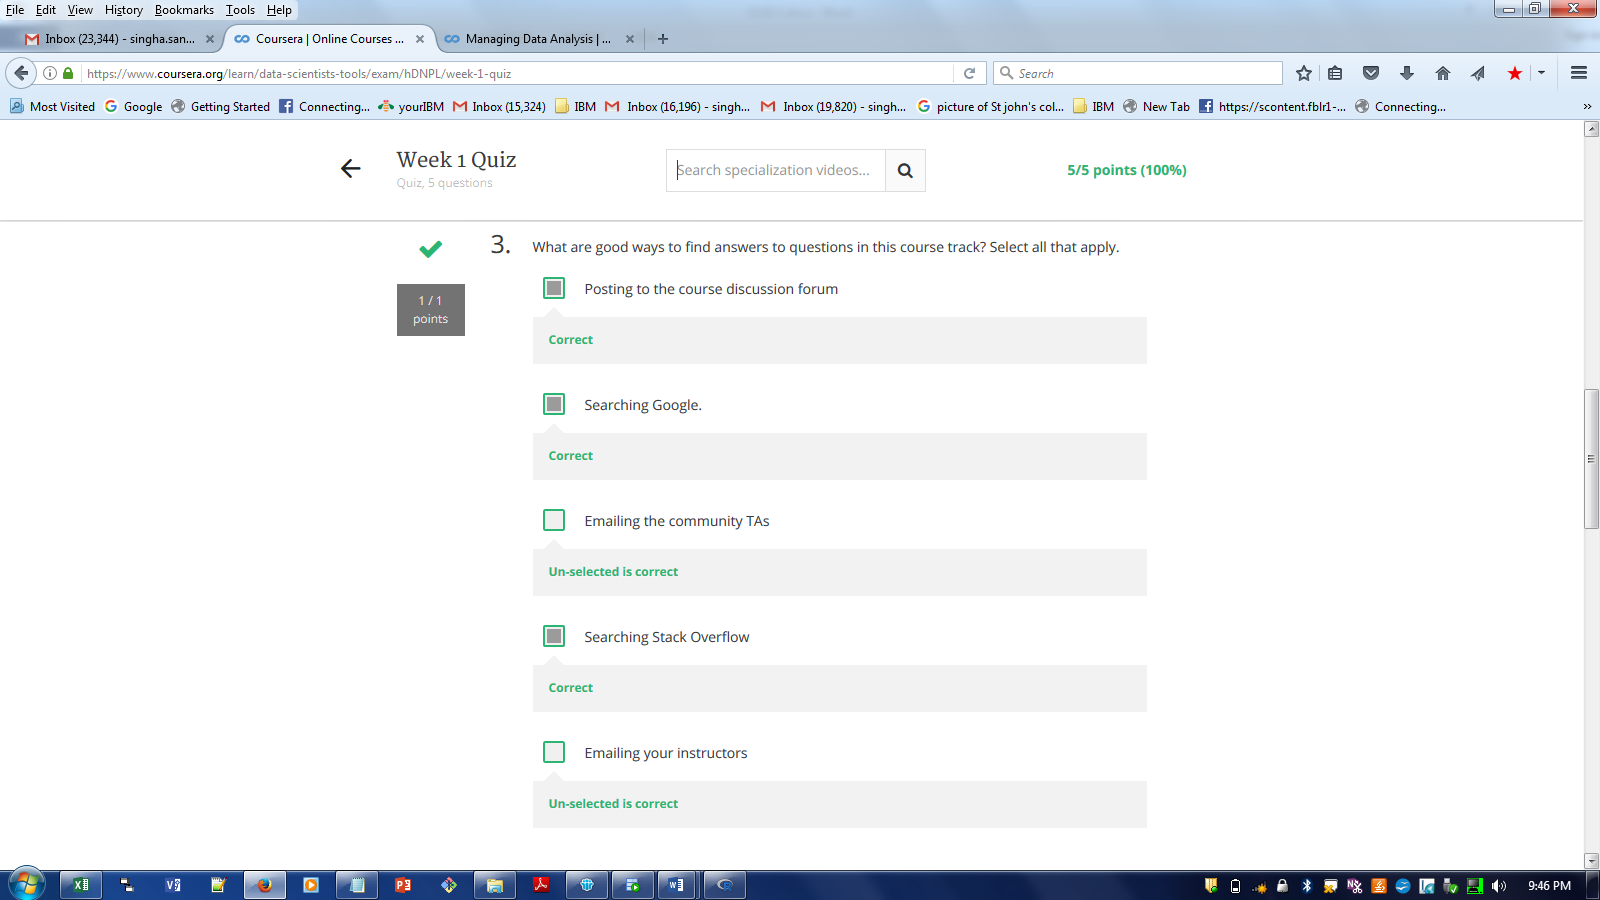 File Edit View History Bookmarks Tools Help
Inbox (23,344) - singha.san... Coursera | Online Courses ... Managing Data Analysis | ...
https://www.coursera.org/learn/data-scientists-tools/exam/hDNPL/week-1-quiz Search
Most Visited Google Getting Started Connecting... yourIBM Inbox (15,324) IBM Inbox (16,196) - singh... Inbox (19,820) - singh... picture of St john's col... IBM New Tab https://scontent.fblr1-... Connecting...
Week 1 Quiz
Quiz, 5 questions
Search specialization videos...
5/5 points (100%)
3. What are good ways to find answers to questions in this course track? Select all that apply.
1 / 1
points
Posting to the course discussion forum
Correct
Searching Google.
Correct
Emailing the community TAs
Un-selected is correct
Searching Stack Overflow
Correct
Emailing your instructors
Un-selected is correct
9:46 PM